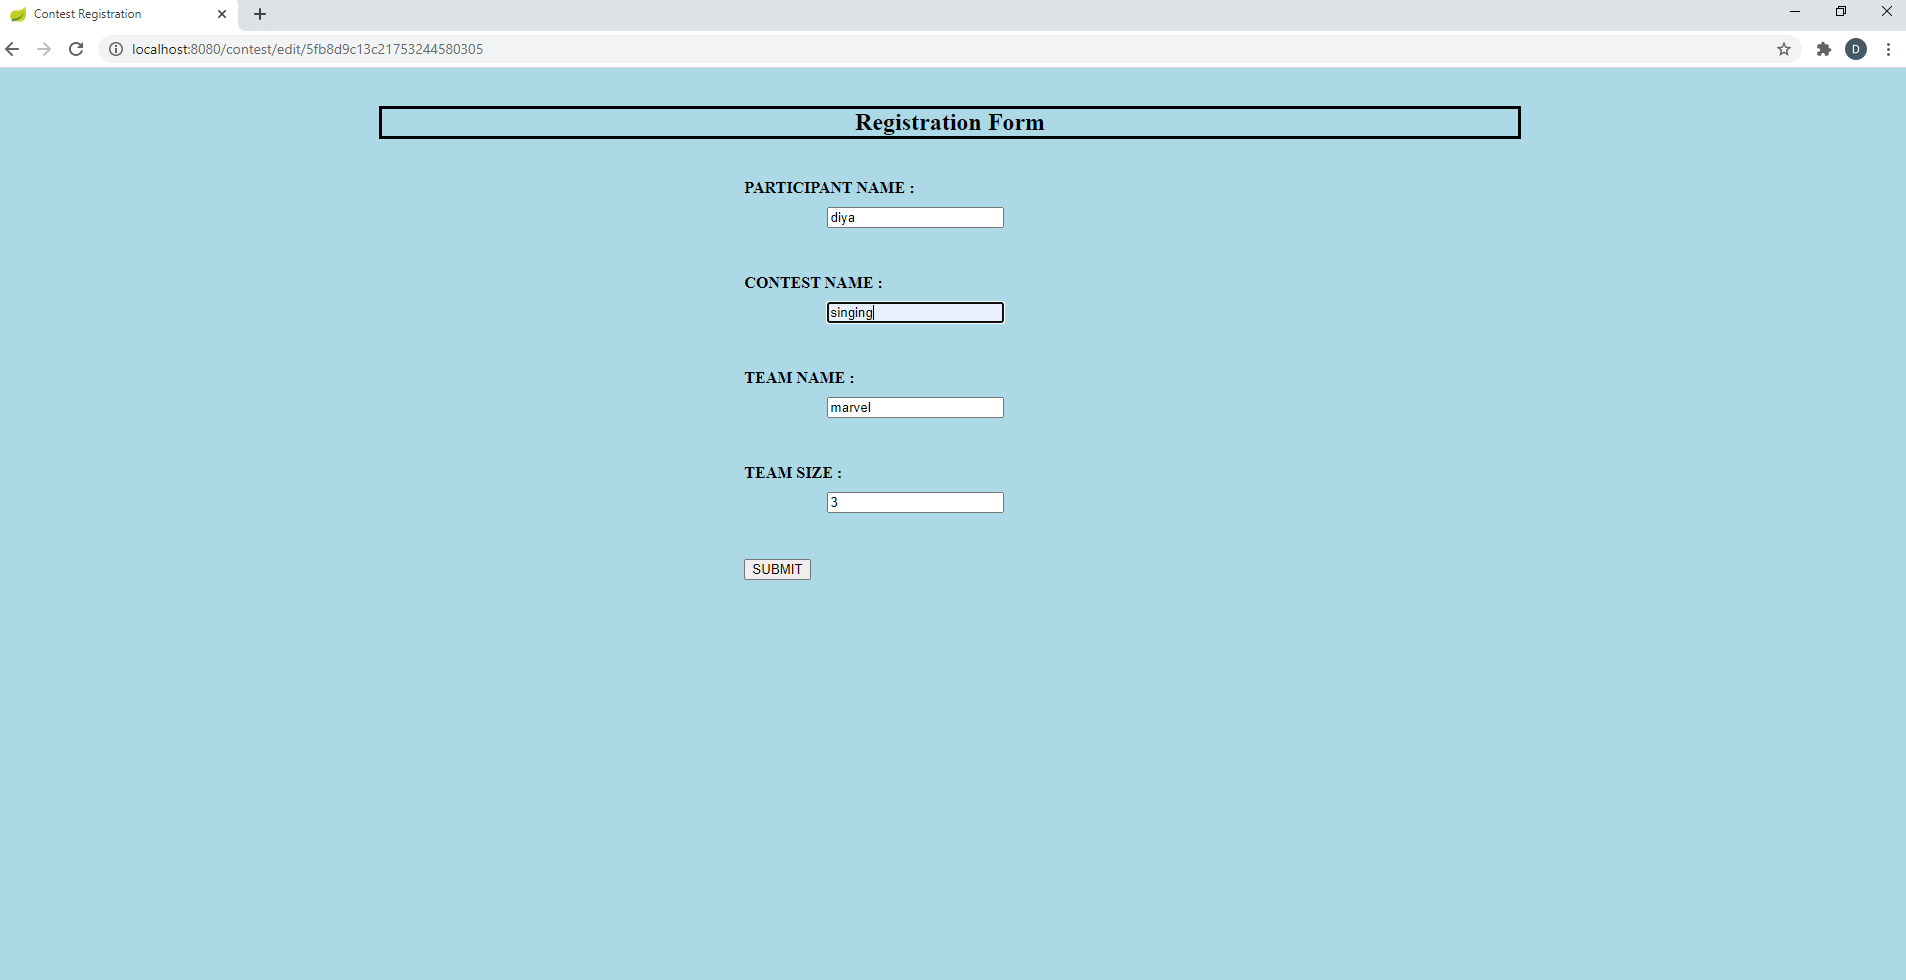 Contest Registration
localhost:8080/contest/edit/5fb8d9c13c21753244580305
D
Registration Form
PARTICIPANT NAME :
diya
CONTEST NAME :
singing
TEAM NAME :
marvel
TEAM SIZE :
3
SUBMIT